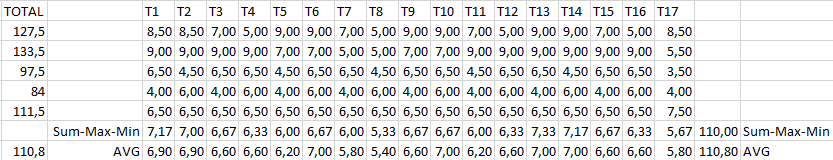 TOTAL T1 T2 T3 T4 T5 T6 T7 T8 T9 T10 T11 T12 T13 T14 T15 T16 T17
127,5 8,50 8,50 7,00 5,00 9,00 9,00 7,00 5,00 9,00 9,00 7,00 5,00 9,00 9,00 7,00 5,00 8,50
133,5 9,00 9,00 9,00 9,00 7,00 7,00 5,00 5,00 7,00 9,00 7,00 9,00 9,00 9,00 9,00 9,00 5,50
97,5 6,50 4,50 6,50 6,50 4,50 6,50 6,50 4,50 6,50 6,50 4,50 6,50 6,50 4,50 6,50 6,50 3,50
84 4,00 6,00 4,00 6,00 4,00 6,00 4,00 6,00 4,00 4,00 6,00 4,00 6,00 6,00 4,00 6,00 4,00
111,5 6,50 6,50 6,50 6,50 6,50 6,50 6,50 6,50 6,50 6,50 6,50 6,50 6,50 6,50 6,50 6,50 7,50
Sum-Max-Min 7,17 7,00 6,67 6,33 6,00 6,67 6,00 5,33 6,67 6,67 6,00 6,33 7,33 7,17 6,67 6,33 5,67 110,00 Sum-Max-Min
110,8 AVG 6,90 6,90 6,60 6,60 6,20 7,00 5,80 5,40 6,60 7,00 6,20 6,60 7,00 7,00 6,60 6,60 5,80 110,80 AVG